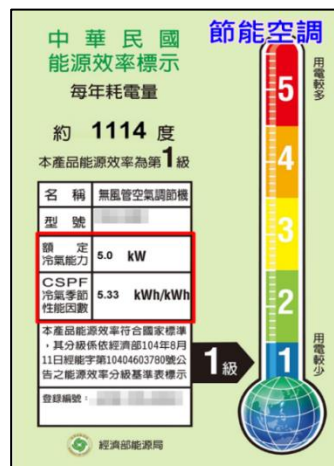 節能空調
中華民國
能源效率標示
每年耗電量
約 1114 度
本產品能源效率為第1級
名 稱 無風管空氣調節機
型 號
額 定
冷氣能力 5.0 kW
CSPF
冷氣季節
性能因數 5.33 kWh/kWh
本產品能源效率符合國家標準
，其分級係依經濟部104年8月
11日經能字第10404603780號公
告之能源效率分級基準表標示
登錄編號：
經濟部能源局
用電較多
5
4
3
2
1
用電較少
1級